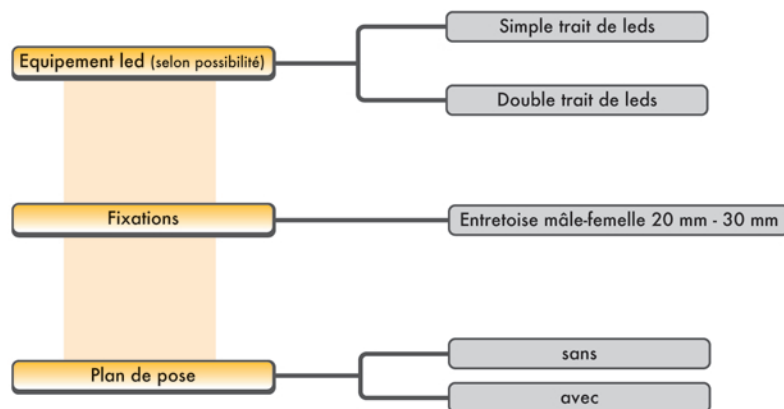 Simple trait de leds
Equipement led (selon possibilité)
Double trait de leds
Fixations
Entretoise mâle-femelle 20 mm - 30 mm
sans
Plan de pose
avec